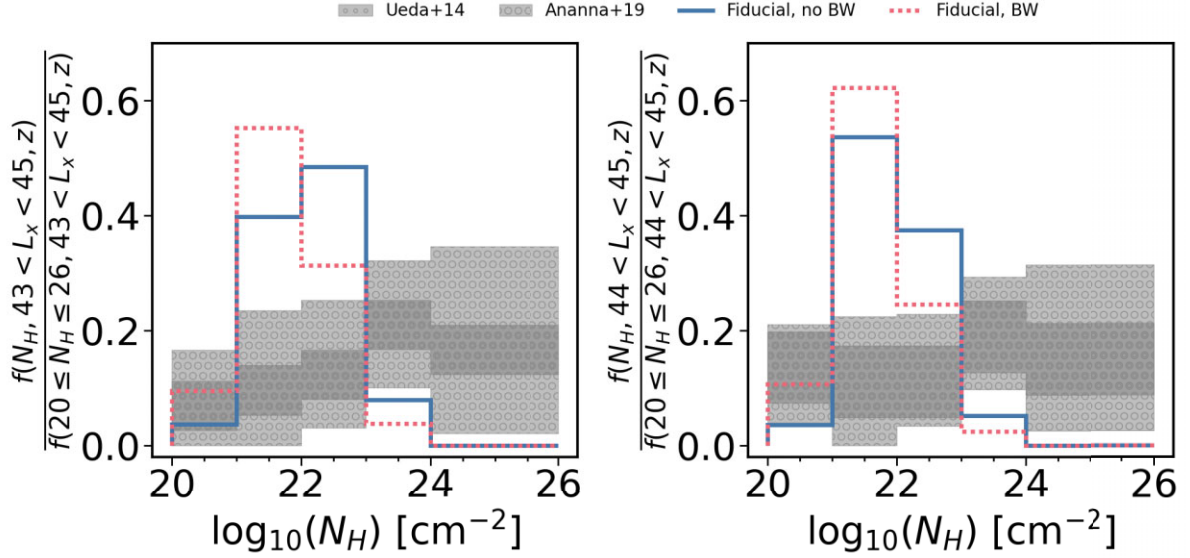 Ueda+14 Ananna+19 Fiducial, no BW Fiducial, BW
f(N_H, 43 < L_x < 45, z)
f(20 ≤ N_H ≤ 26, 43 < L_x < 45, z)
0.6
0.4
0.2
0.0
20 22 24 26
log₁₀(N_H) [cm⁻²]
f(N_H, 44 < L_x < 45, z)
f(20 ≤ N_H ≤ 26, 44 < L_x < 45, z)
0.6
0.4
0.2
0.0
20 22 24 26
log₁₀(N_H) [cm⁻²]